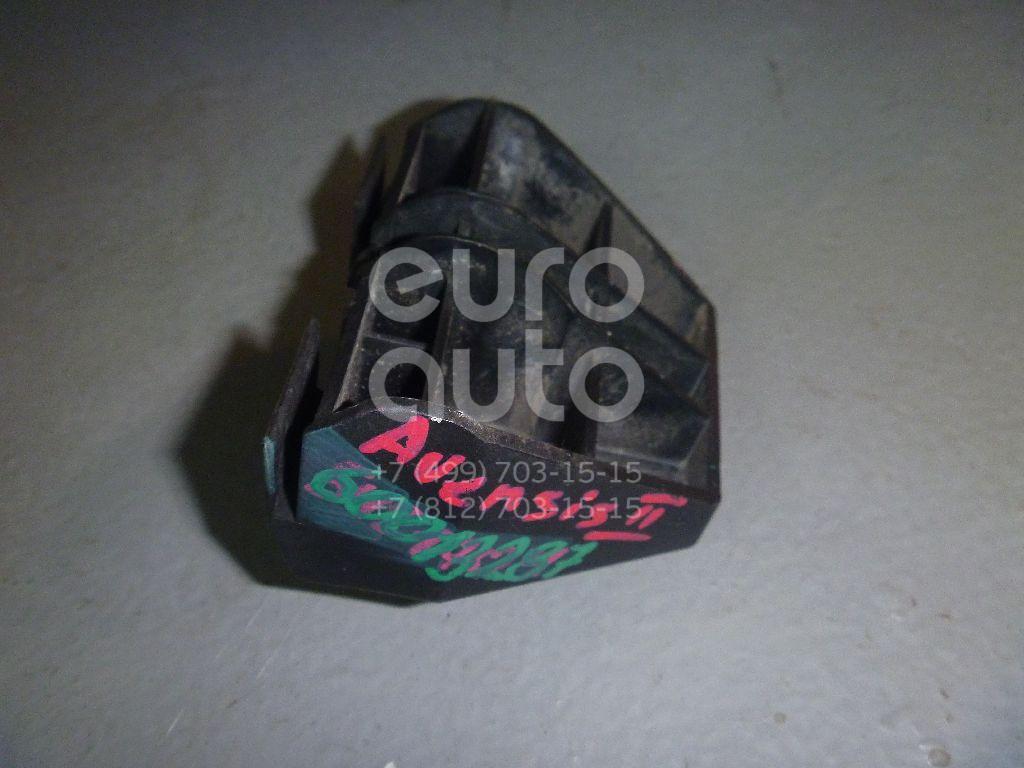 euro
auto
Avensis II
+7 (499) 703-15-15
+7 (812) 703-15-15